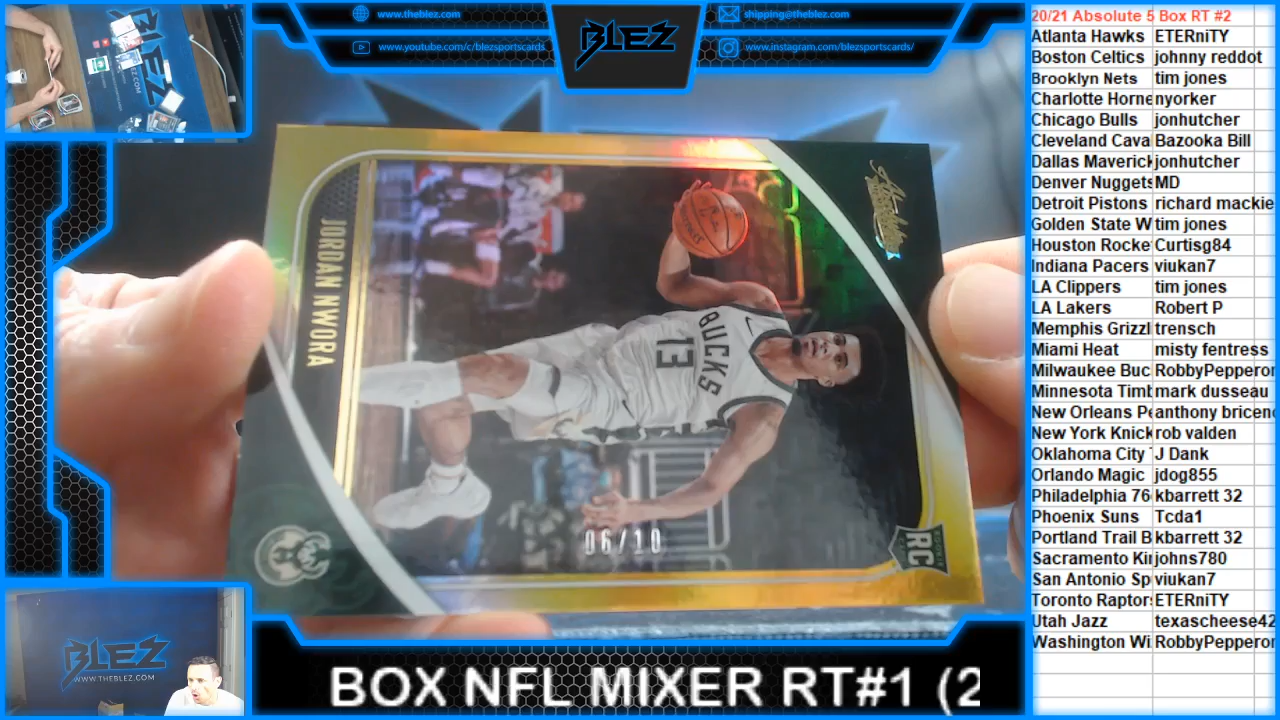 www.theblez.com
www.youtube.com/c/blezsportscards
BLEZ
shipping@theblez.com
www.instagram.com/blezsportscards/
20/21 Absolute 5 Box RT #2
Atlanta Hawks ETERniTY
Boston Celtics johnny reddot
Brooklyn Nets tim jones
Charlotte Horne nyorker
Chicago Bulls jonhutcher
Cleveland Cava Bazooka Bill
Dallas Maverick jonhutcher
Denver Nuggets MD
Detroit Pistons richard mackie
Golden State W tim jones
Houston Rocke Curtisg84
Indiana Pacers viukan7
LA Clippers tim jones
LA Lakers Robert P
Memphis Grizzl trensch
Miami Heat misty fentress
Milwaukee Buc RobbyPepperor
Minnesota Timb mark dusseau
New Orleans Pe anthony bricenc
New York Knick rob valden
Oklahoma City T J Dank
Orlando Magic jdog855
Philadelphia 76 kbarrett 32
Phoenix Suns Tcda1
Portland Trail B kbarrett 32
Sacramento Kin johns780
San Antonio Sp viukan7
Toronto Raptors ETERniTY
Utah Jazz texascheese42
Washington Wi RobbyPepperor
Absolute
JORDAN NWORA
BUCKS
13
06/10
RC
BLEZ
BLEZ
WWW.THEBLEZ.COM
BOX NFL MIXER RT#1 (2